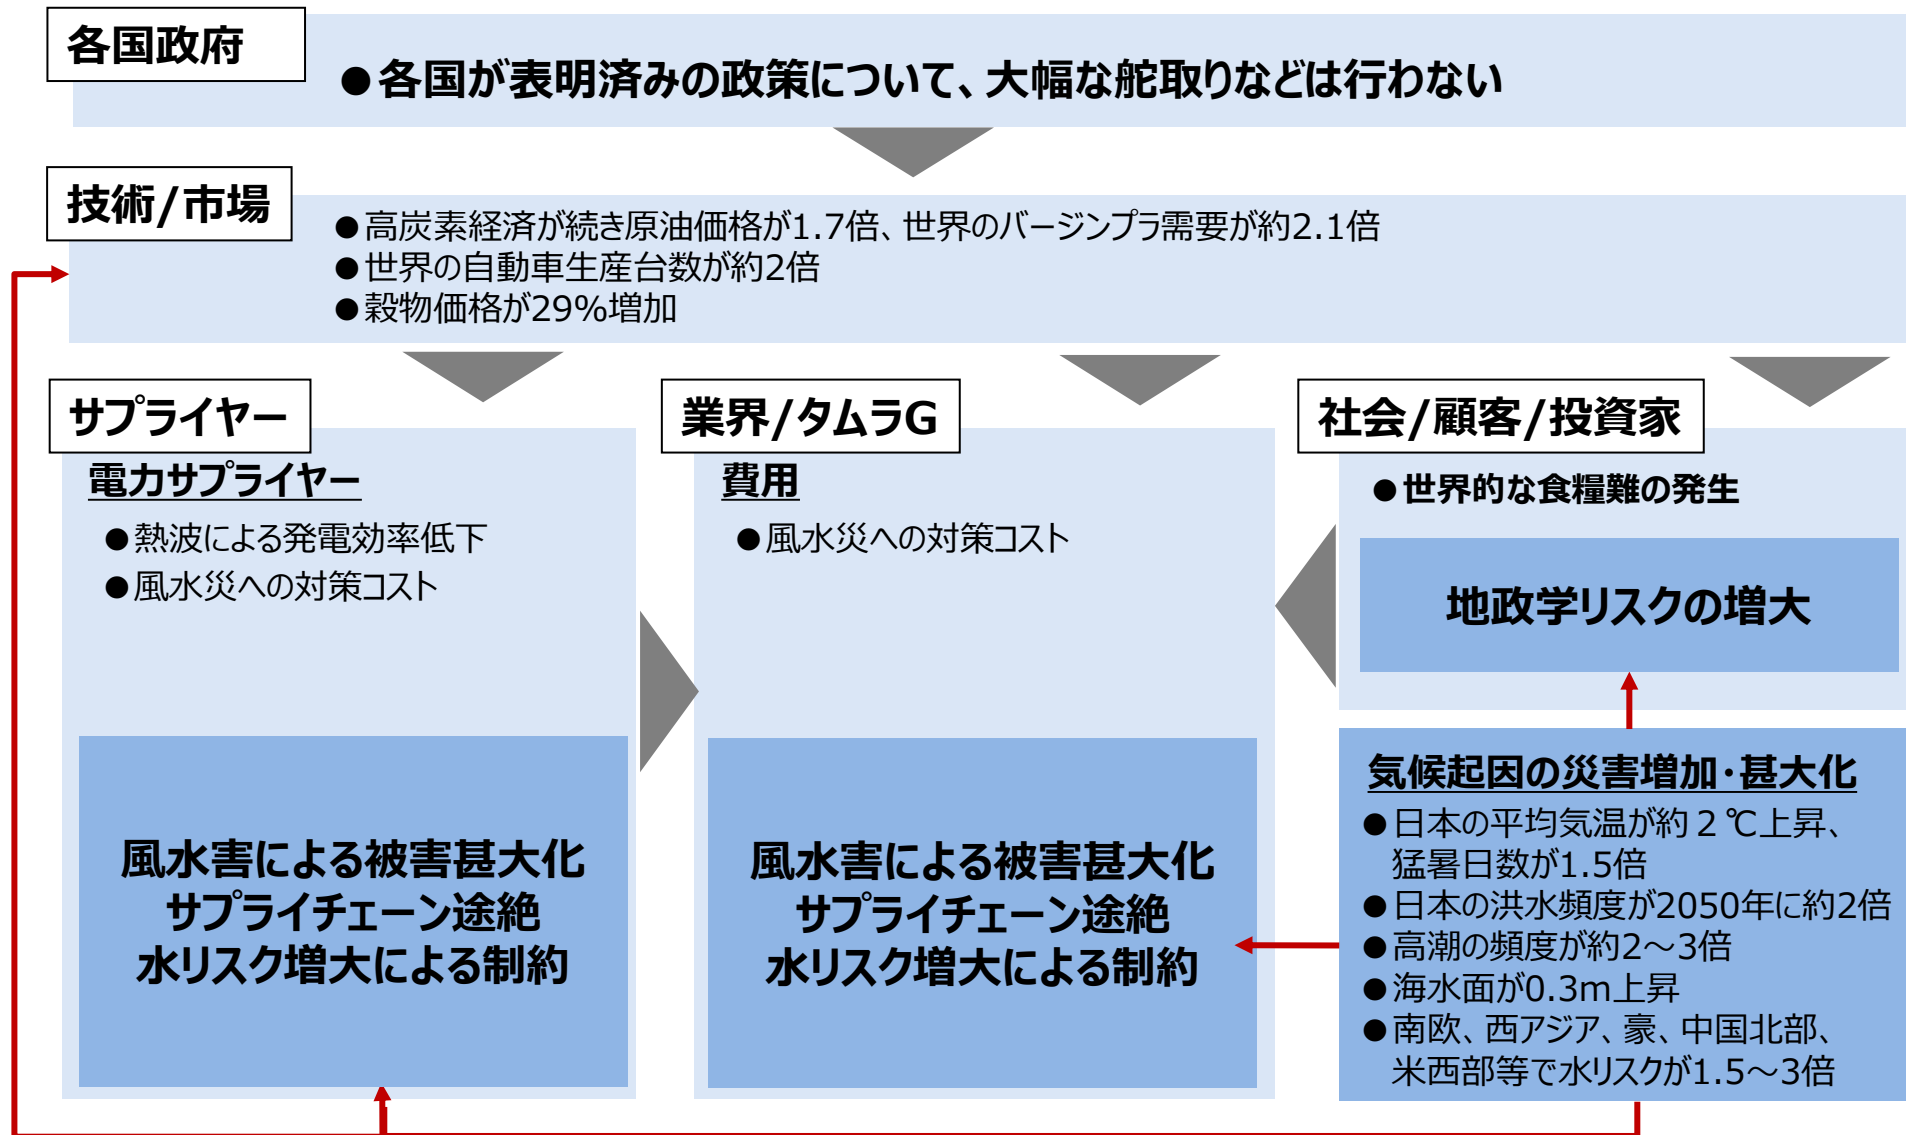 各国政府
●各国が表明済みの政策について、大幅な舵取りなどは行わない
技術/市場
●高炭素経済が続き原油価格が1.7倍、世界のバージンプラ需要が約2.1倍
●世界の自動車生産台数が約2倍
●穀物価格が29%増加
サプライヤー
電力サプライヤー
●熱波による発電効率低下
●風水災への対策コスト
風水害による被害甚大化
サプライチェーン途絶
水リスク増大による制約
業界/タムラG
費用
●風水災への対策コスト
風水害による被害甚大化
サプライチェーン途絶
水リスク増大による制約
社会/顧客/投資家
●世界的な食糧難の発生
地政学リスクの増大
気候起因の災害増加・甚大化
●日本の平均気温が約２℃上昇、
猛暑日数が1.5倍
●日本の洪水頻度が2050年に約2倍
●高潮の頻度が約2～3倍
●海水面が0.3m上昇
●南欧、西アジア、豪、中国北部、
米西部等で水リスクが1.5～3倍